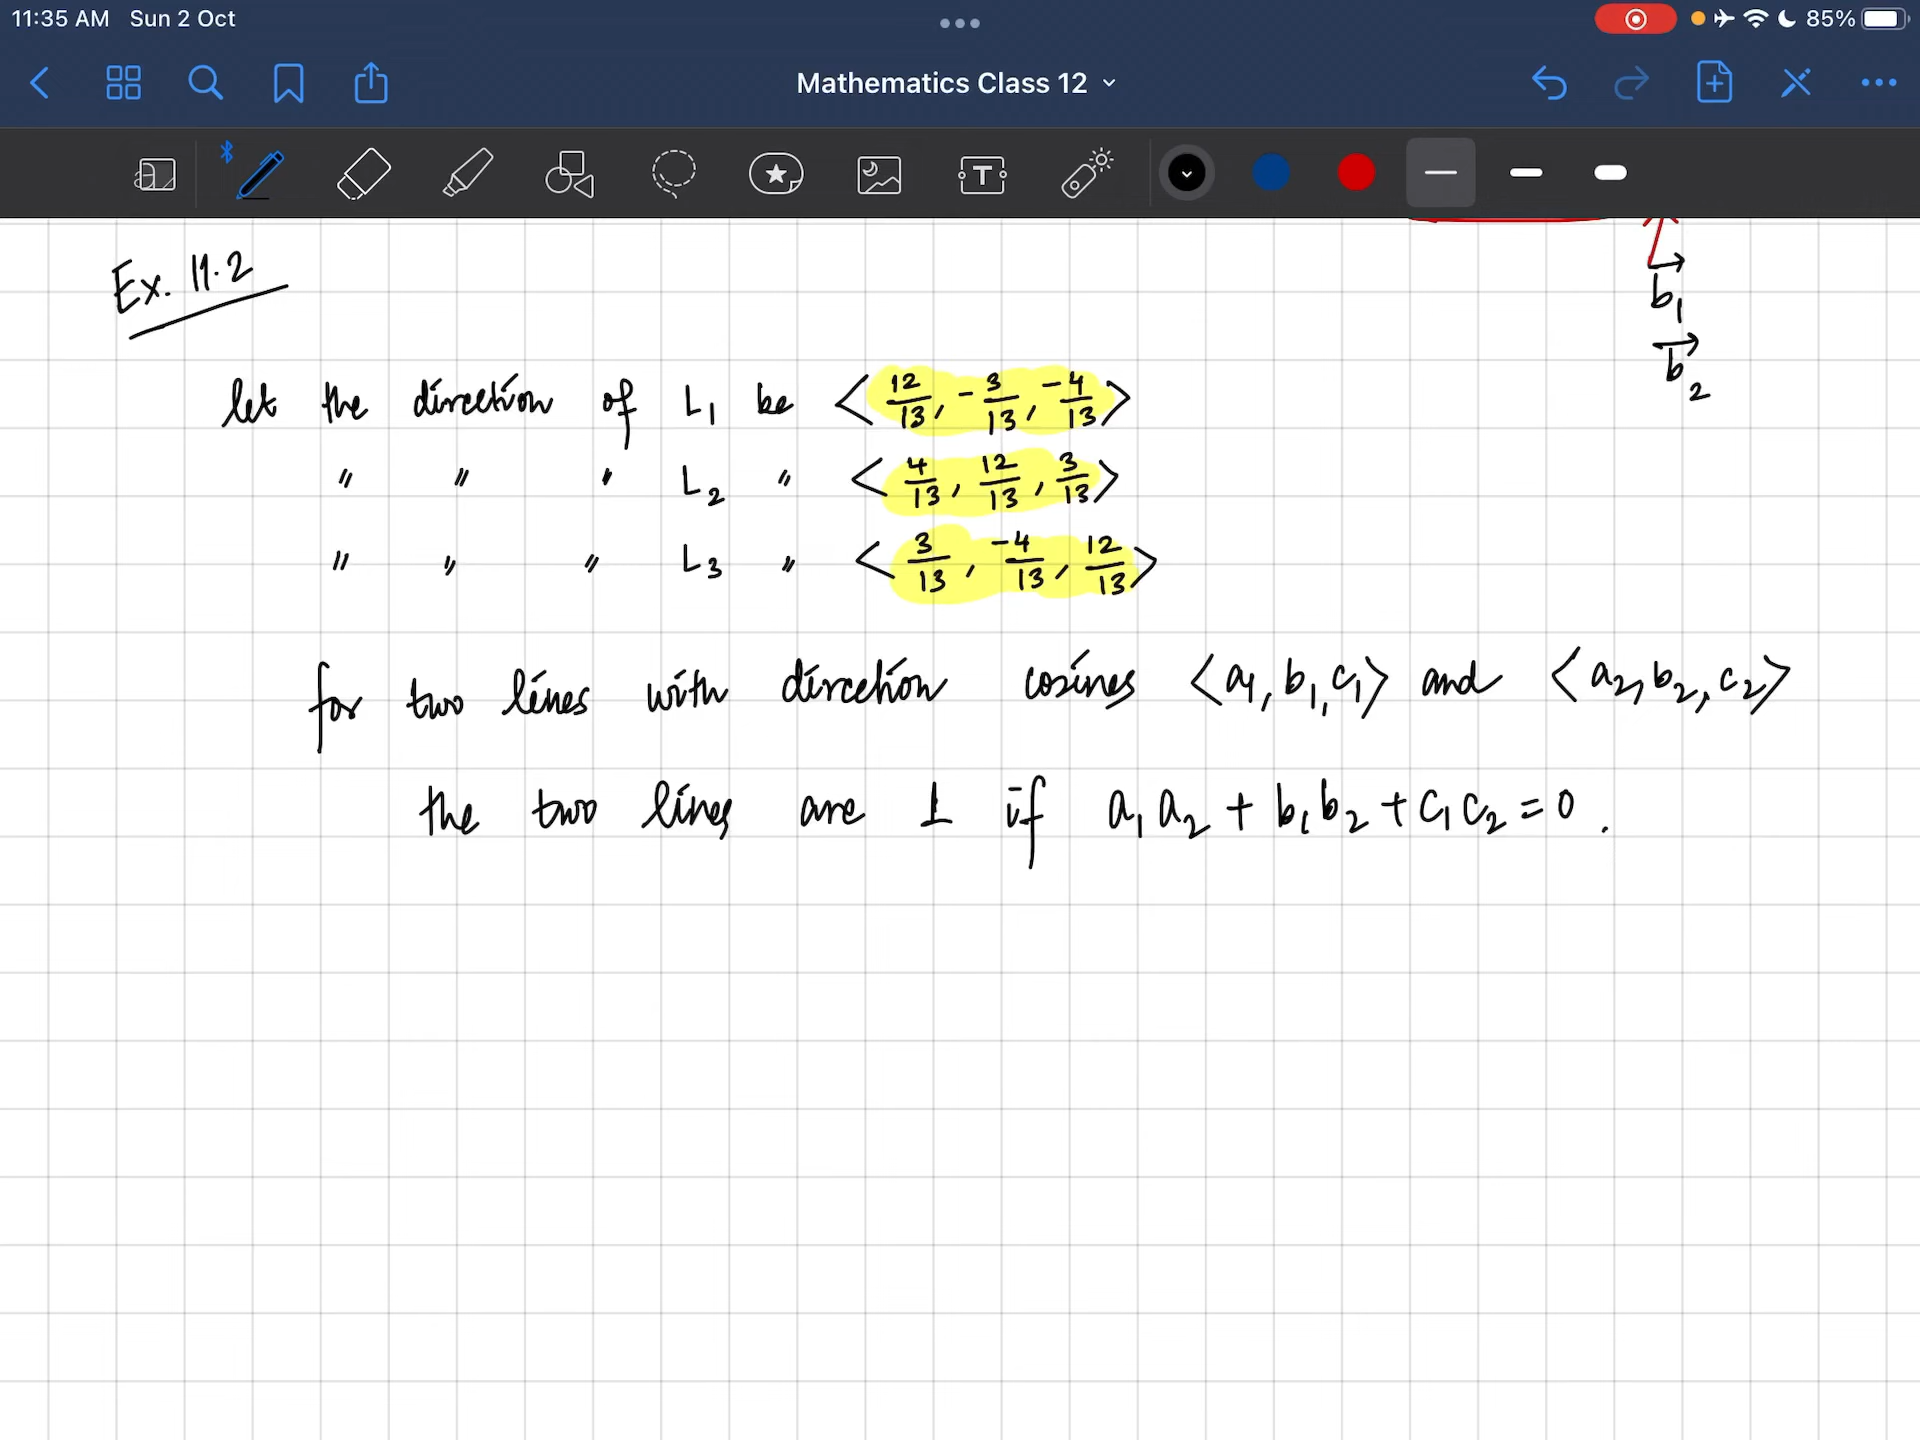 11:35 AM Sun 2 Oct
85%
Mathematics Class 12
Ex. 11.2
b₁
b₂
let the direction of L₁ be < 12/13, -3/13, -4/13 >
" " " L₂ " < 4/13, 12/13, 3/13 >
" " " L₃ " < 3/13, -4/13, 12/13 >
for two lines with direction cosines <a₁, b₁, c₁> and <a₂, b₂, c₂>
the two lines are ⊥ if a₁a₂ + b₁b₂ + c₁c₂ = 0.